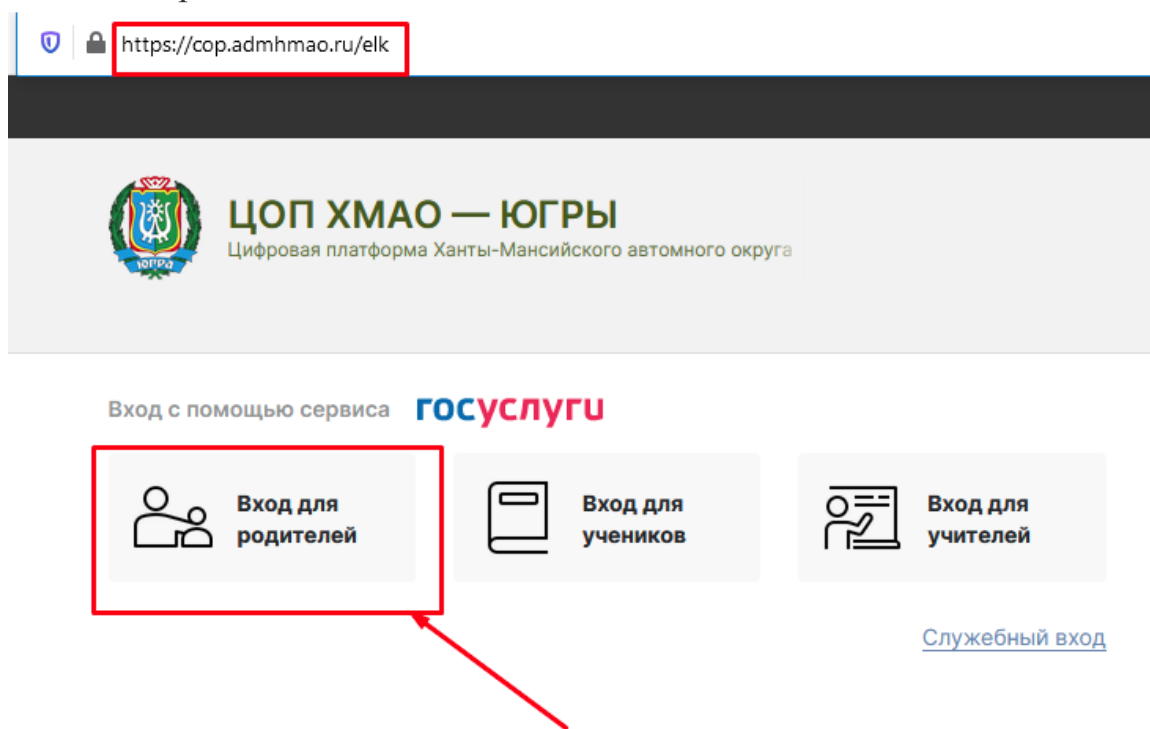 https://cop.admhmao.ru/elk
ЦОП ХМАО — ЮГРЫ
Цифровая платформа Ханты-Мансийского автомного округа
ЮГРА
Вход с помощью сервиса госуслуги
Вход для
родителей
Вход для
учеников
Вход для
учителей
Служебный вход